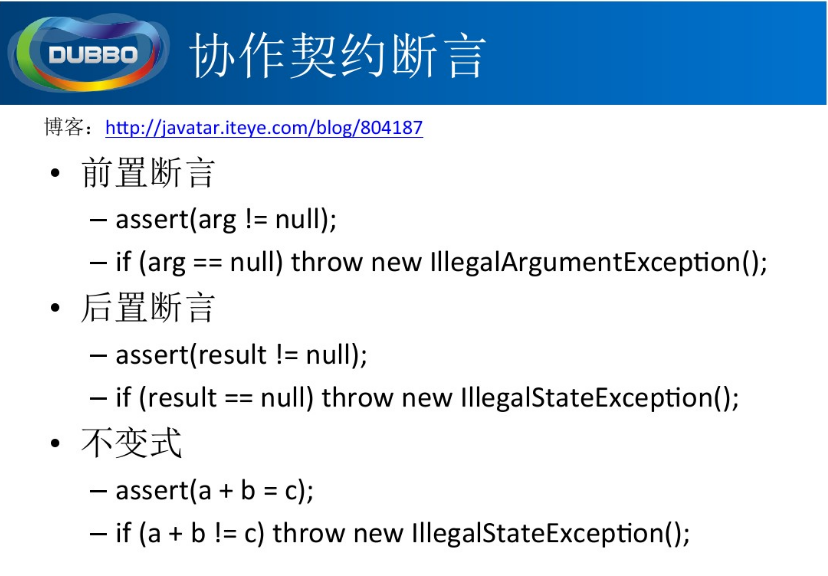 DUBBO
协作契约断言
博客：http://javatar.iteye.com/blog/804187
• 前置断言
– assert(arg != null);
– if (arg == null) throw new IllegalArgumentException();
• 后置断言
– assert(result != null);
– if (result == null) throw new IllegalStateException();
• 不变式
– assert(a + b = c);
– if (a + b != c) throw new IllegalStateException();